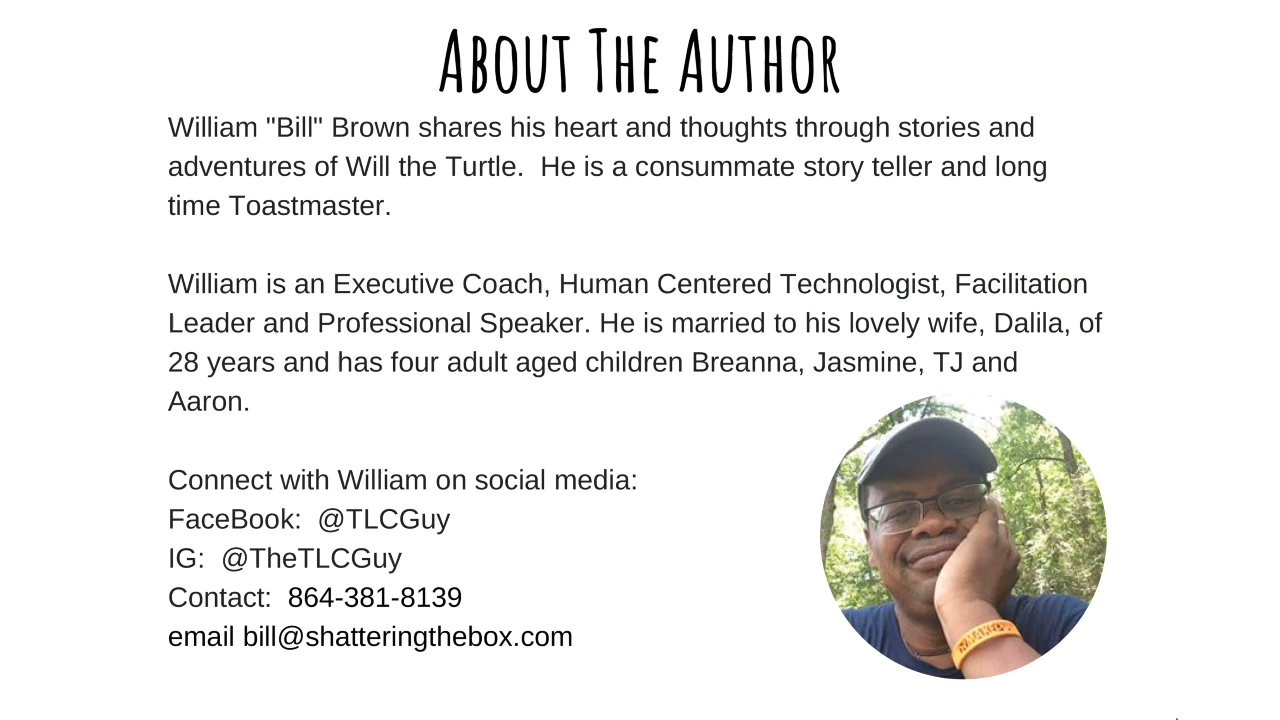 About The Author
William "Bill" Brown shares his heart and thoughts through stories and
adventures of Will the Turtle.  He is a consummate story teller and long
time Toastmaster.
William is an Executive Coach, Human Centered Technologist, Facilitation
Leader and Professional Speaker. He is married to his lovely wife, Dalila, of
28 years and has four adult aged children Breanna, Jasmine, TJ and
Aaron.
Connect with William on social media:
FaceBook:  @TLCGuy
IG:  @TheTLCGuy
Contact:  864-381-8139
email bill@shatteringthebox.com